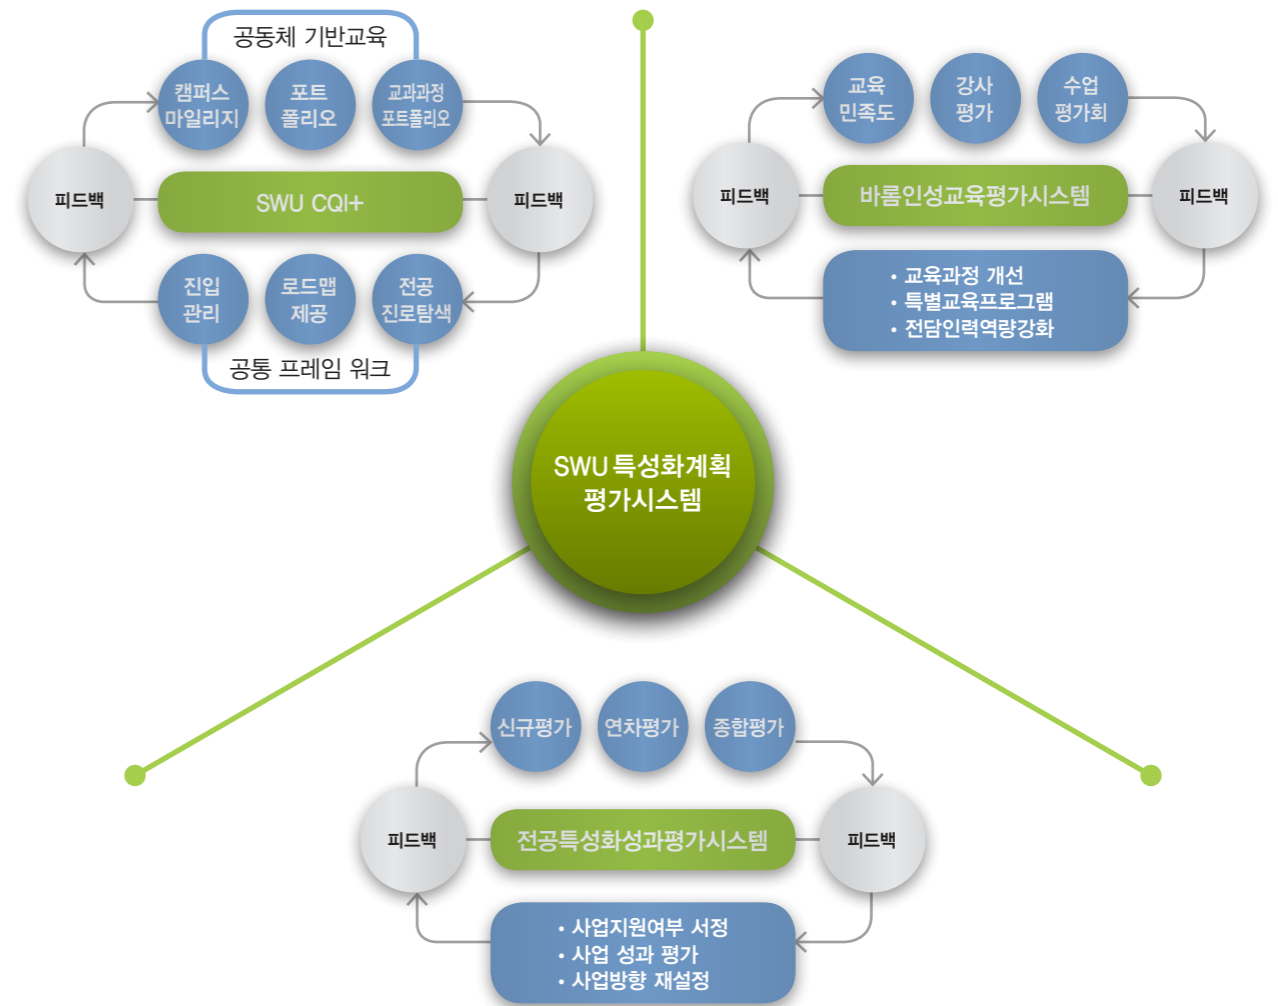 공동체 기반교육
캠퍼스
마일리지
포트
폴리오
교과과정
포트폴리오
피드백
SWU CQI+
피드백
진입
관리
로드맵
제공
전공
진로탐색
공통 프레임 워크
교육
민족도
강사
평가
수업
평가회
피드백
바롬인성교육평가시스템
피드백
• 교육과정 개선
• 특별교육프로그램
• 전담인력역량강화
SWU 특성화계획
평가시스템
신규평가
연차평가
종합평가
피드백
전공특성화성과평가시스템
피드백
• 사업지원여부 서정
• 사업 성과 평가
• 사업방향 재설정